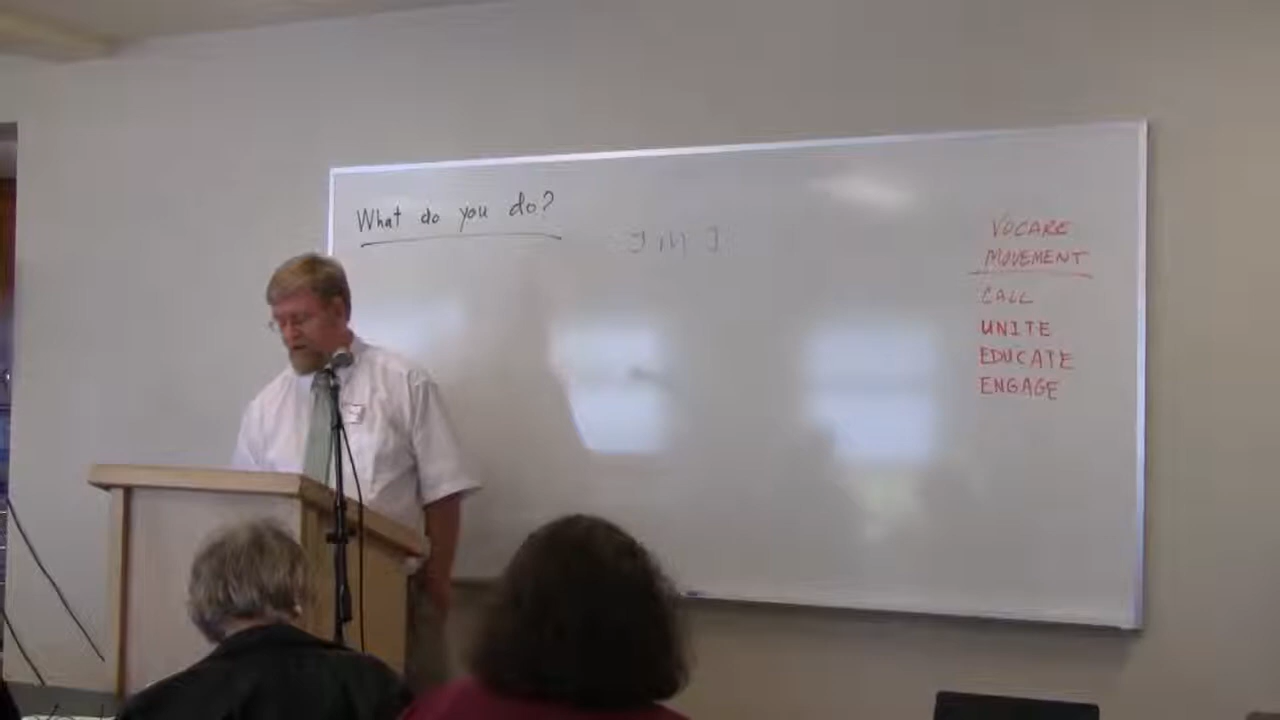 What do you do?
J M J
VOCARE
MOVEMENT
CALL
UNITE
EDUCATE
ENGAGE